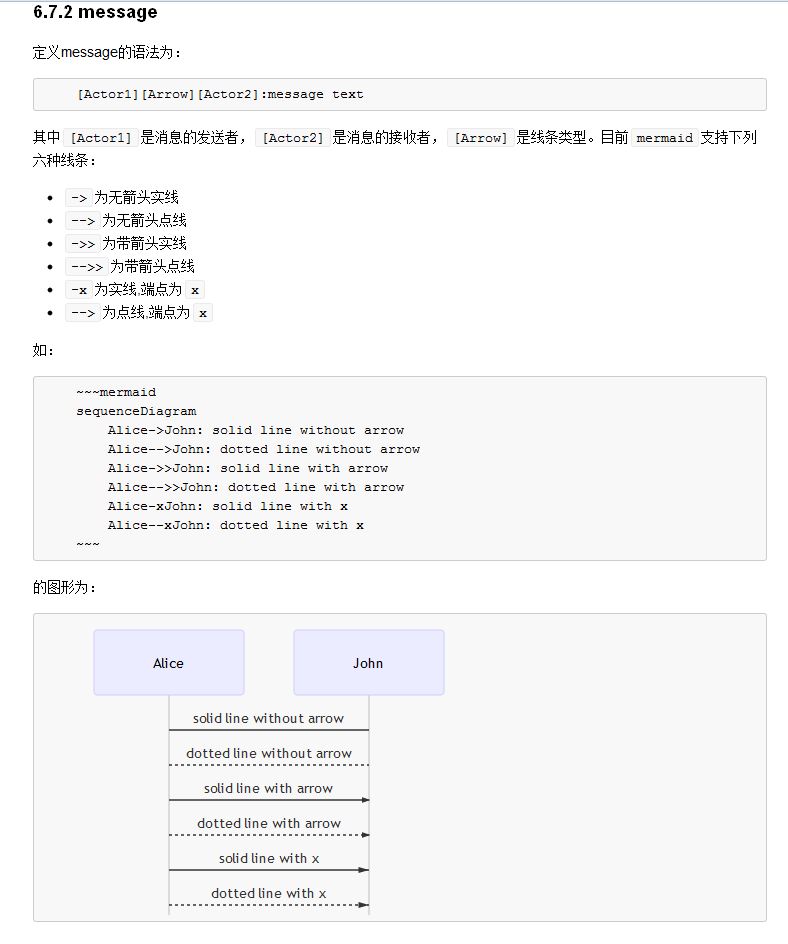 6.7.2 message
定义message的语法为：
[Actor1][Arrow][Actor2]:message text
其中 [Actor1] 是消息的发送者， [Actor2] 是消息的接收者， [Arrow] 是线条类型。目前 mermaid 支持下列
六种线条：
• -> 为无箭头实线
• --> 为无箭头点线
• ->> 为带箭头实线
• -->> 为带箭头点线
• -x 为实线,端点为 x
• --> 为点线,端点为 x
如：
~~~mermaid
sequenceDiagram
Alice->John: solid line without arrow
Alice-->John: dotted line without arrow
Alice->>John: solid line with arrow
Alice-->>John: dotted line with arrow
Alice-xJohn: solid line with x
Alice--xJohn: dotted line with x
~~~
的图形为：
Alice John
solid line without arrow
dotted line without arrow
solid line with arrow
dotted line with arrow
solid line with x
dotted line with x